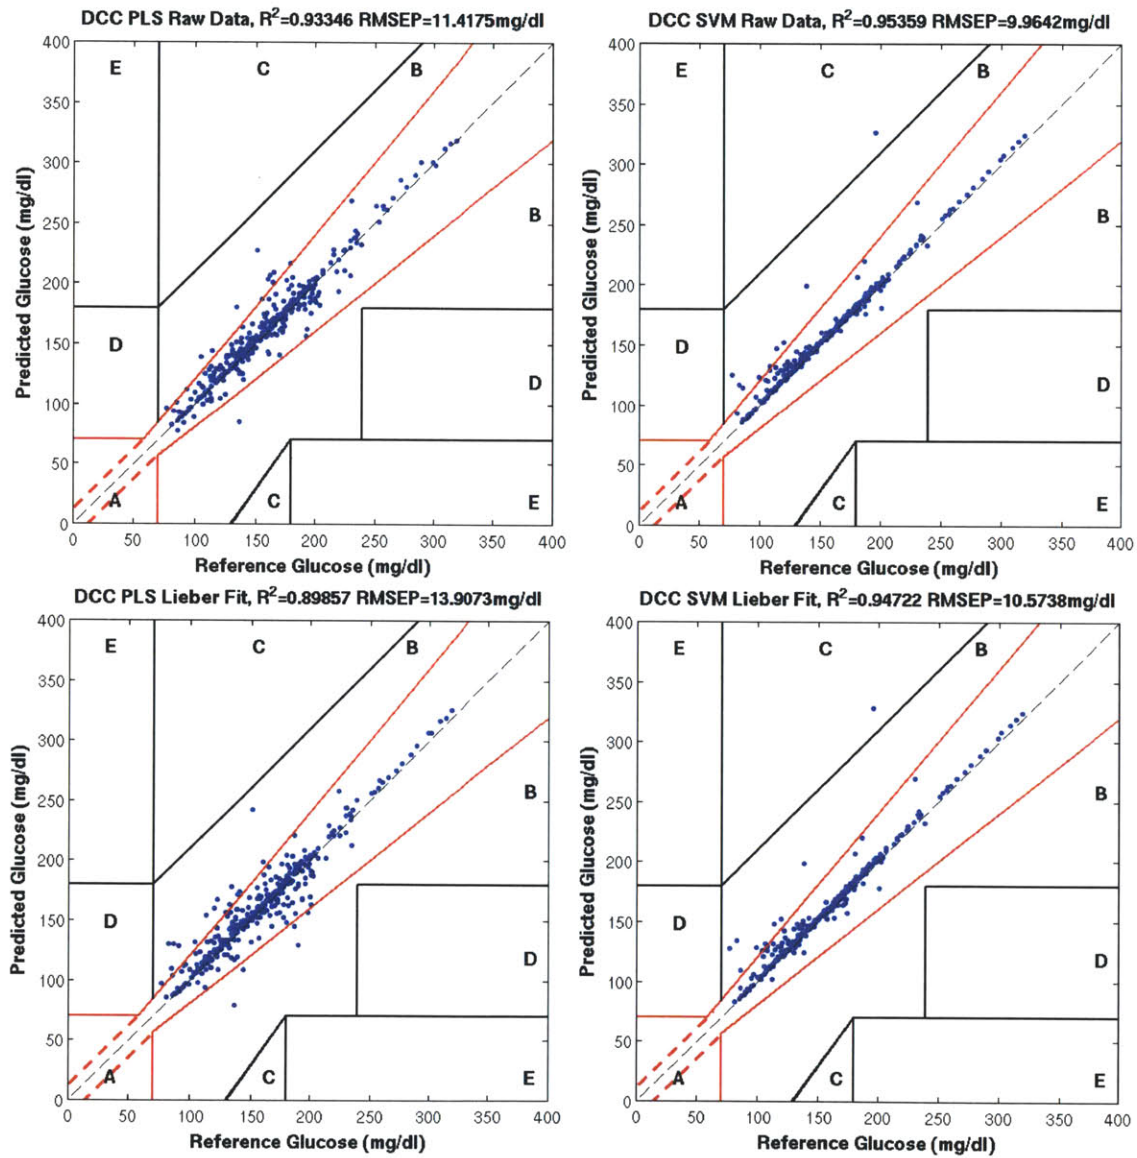 DCC PLS Raw Data, R²=0.93346 RMSEP=11.4175mg/dl
400
350
300
250
200
150
100
50
0
Predicted Glucose (mg/dl)
E
C
B
B
D
D
A
C
E
0 50 100 150 200 250 300 350 400
Reference Glucose (mg/dl)
DCC SVM Raw Data, R²=0.95359 RMSEP=9.9642mg/dl
400
350
300
250
200
150
100
50
0
Predicted Glucose (mg/dl)
E
C
B
B
D
D
A
C
E
0 50 100 150 200 250 300 350 400
Reference Glucose (mg/dl)
DCC PLS Lieber Fit, R²=0.89857 RMSEP=13.9073mg/dl
400
350
300
250
200
150
100
50
0
Predicted Glucose (mg/dl)
E
C
B
B
D
D
A
C
E
0 50 100 150 200 250 300 350 400
Reference Glucose (mg/dl)
DCC SVM Lieber Fit, R²=0.94722 RMSEP=10.5738mg/dl
400
350
300
250
200
150
100
50
0
Predicted Glucose (mg/dl)
E
C
B
B
D
D
A
C
E
0 50 100 150 200 250 300 350 400
Reference Glucose (mg/dl)